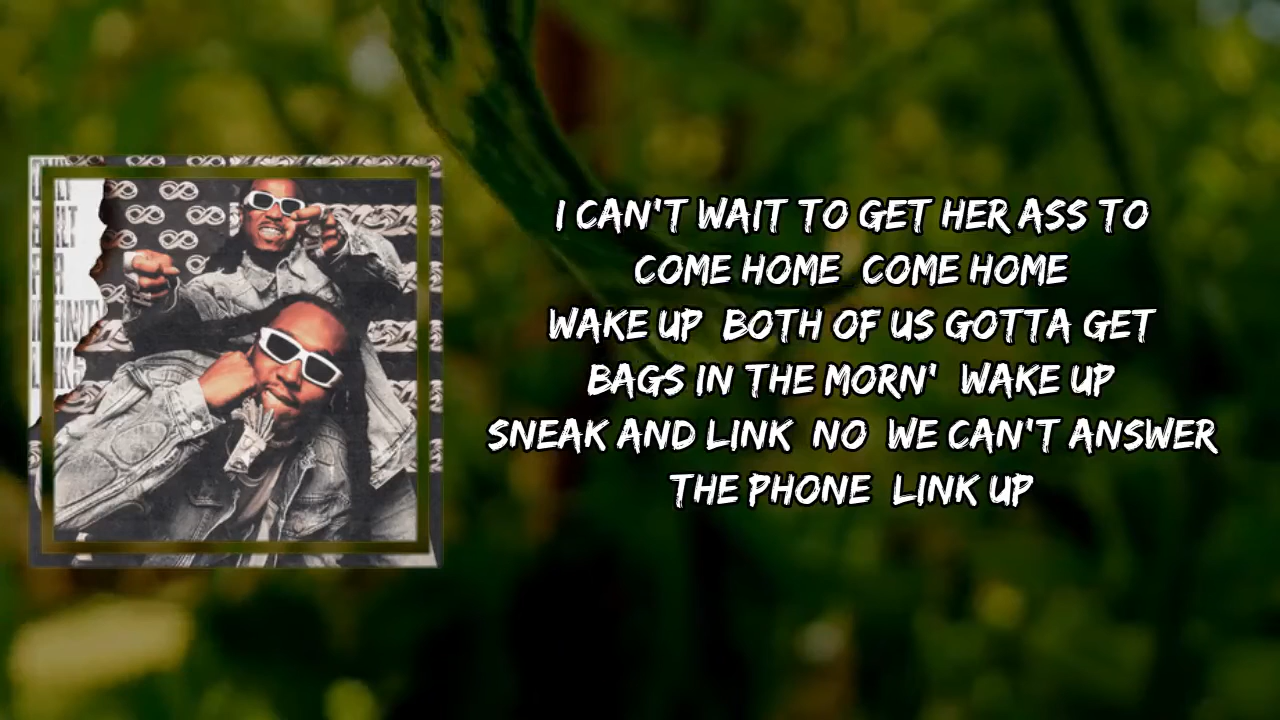 I CAN'T WAIT TO GET HER ASS TO
COME HOME COME HOME
WAKE UP BOTH OF US GOTTA GET
BAGS IN THE MORN' WAKE UP
SNEAK AND LINK NO WE CAN'T ANSWER
THE PHONE LINK UP